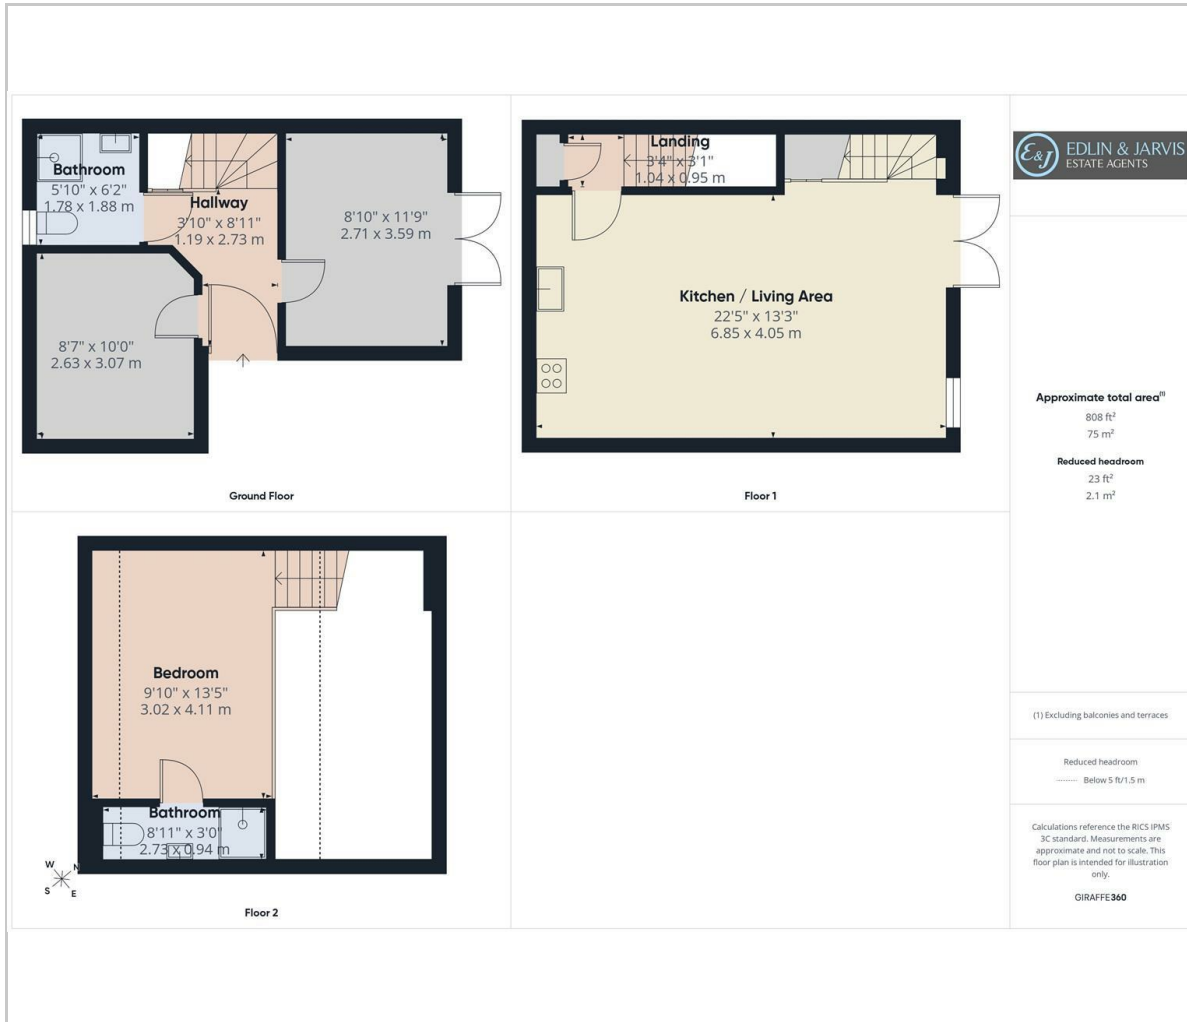 Bathroom
5'10" x 6'2"
1.78 x 1.88 m
Hallway
3'10" x 8'11"
1.19 x 2.73 m
8'10" x 11'9"
2.71 x 3.59 m
8'7" x 10'0"
2.63 x 3.07 m
Ground Floor
Landing
3'4" x 3'1"
1.04 x 0.95 m
Kitchen / Living Area
22'5" x 13'3"
6.85 x 4.05 m
Floor 1
Bedroom
9'10" x 13'5"
3.02 x 4.11 m
Bathroom
8'11" x 3'0"
2.73 x 0.94 m
W N
S E
Floor 2
E&J EDLIN & JARVIS
ESTATE AGENTS
Approximate total area(1)
808 ft²
75 m²
Reduced headroom
23 ft²
2.1 m²
(1) Excluding balconies and terraces
Reduced headroom
Below 5 ft/1.5 m
Calculations reference the RICS IPMS
3C standard. Measurements are
approximate and not to scale. This
floor plan is intended for illustration
only.
GIRAFFE360